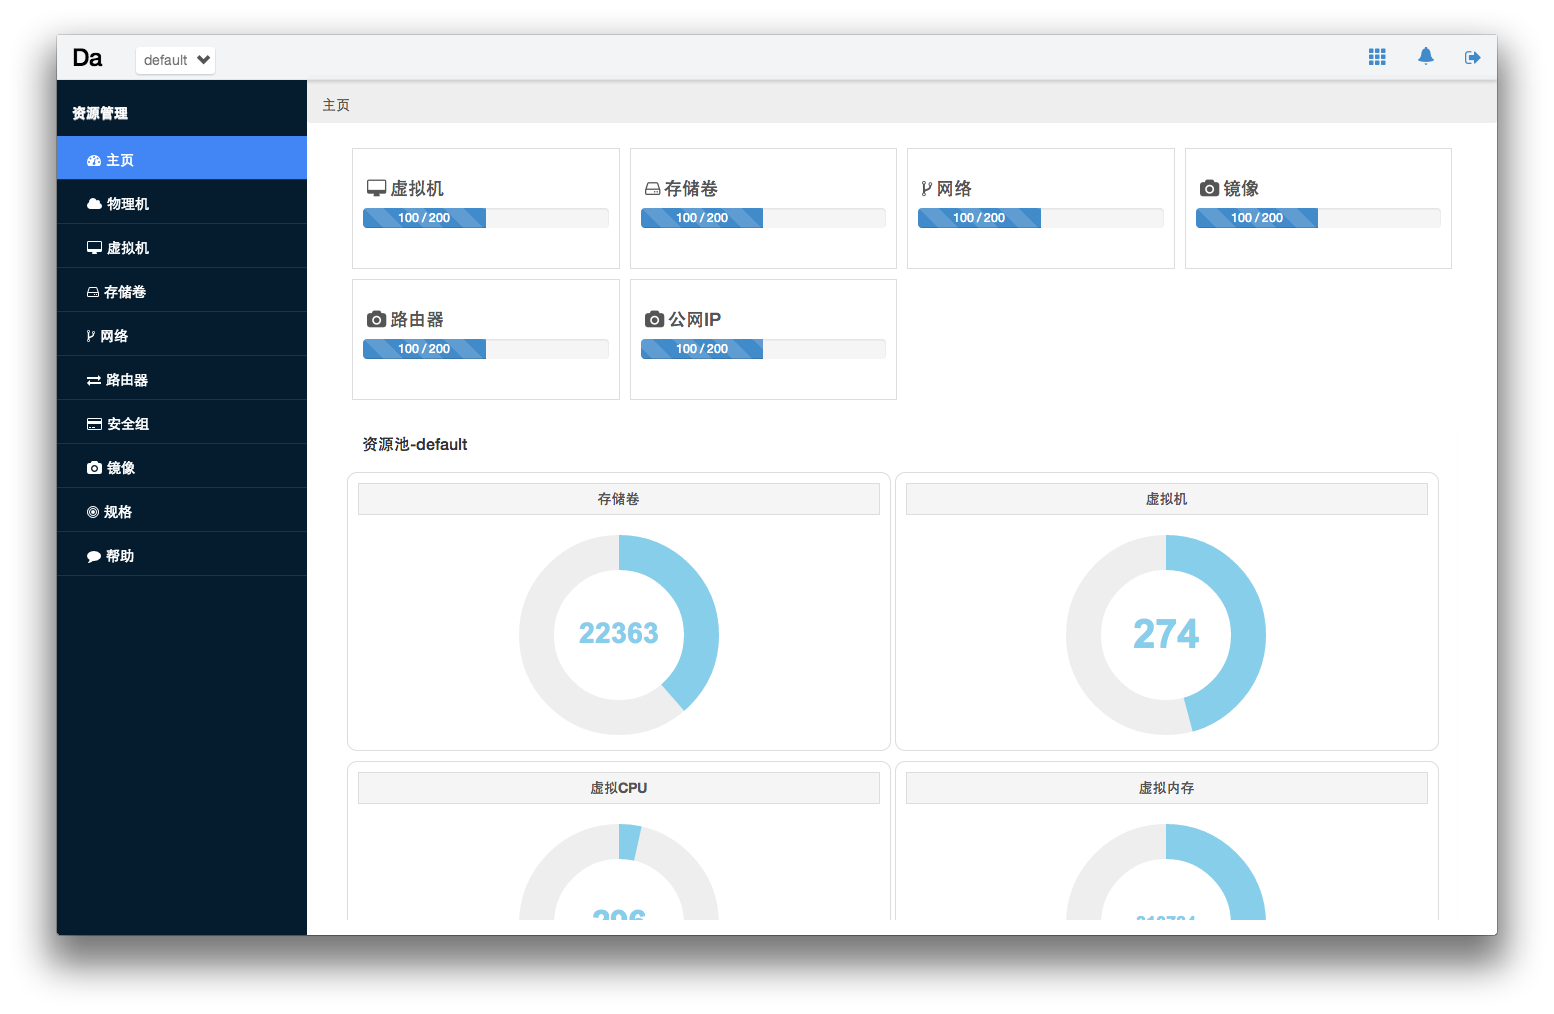 Da
default
资源管理
主页
物理机
虚拟机
存储卷
网络
路由器
安全组
镜像
规格
帮助
主页
虚拟机
100 / 200
存储卷
100 / 200
网络
100 / 200
镜像
100 / 200
路由器
100 / 200
公网IP
100 / 200
资源池-default
存储卷
22363
虚拟机
274
虚拟CPU
虚拟内存